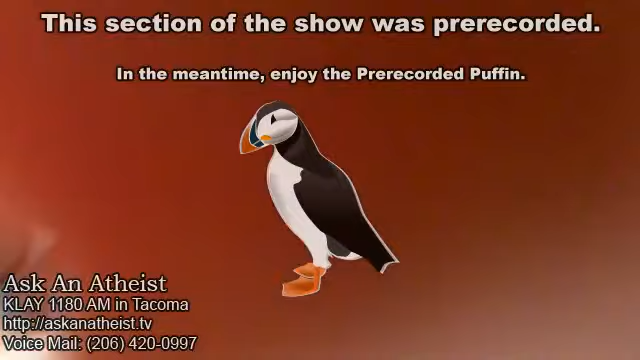 This section of the show was prerecorded.
In the meantime, enjoy the Prerecorded Puffin.
Ask An Atheist
KLAY 1180 AM in Tacoma
http://askanatheist.tv
Voice Mail: (206) 420-0997